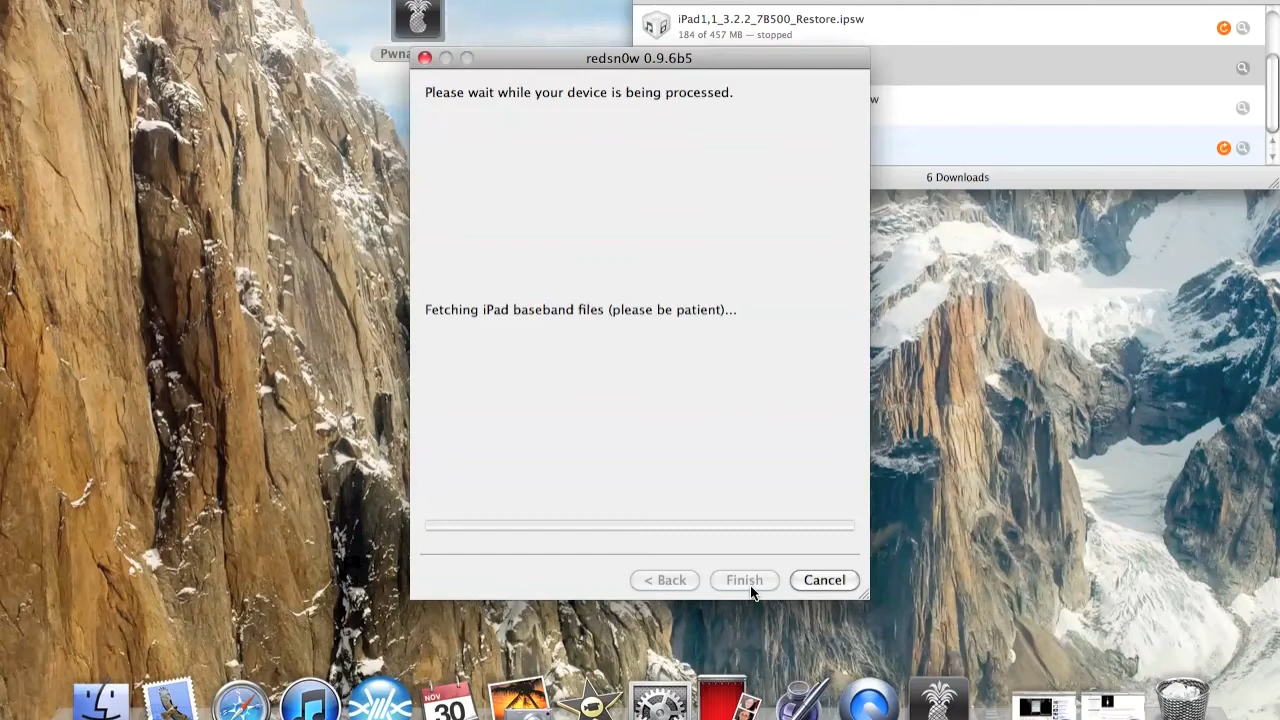 iPad1,1_3.2.2_7B500_Restore.ipsw
184 of 457 MB — stopped
Pwna
redsn0w 0.9.6b5
Please wait while your device is being processed.
w
6 Downloads
Fetching iPad baseband files (please be patient)...
< Back
Finish
Cancel
NOV
30